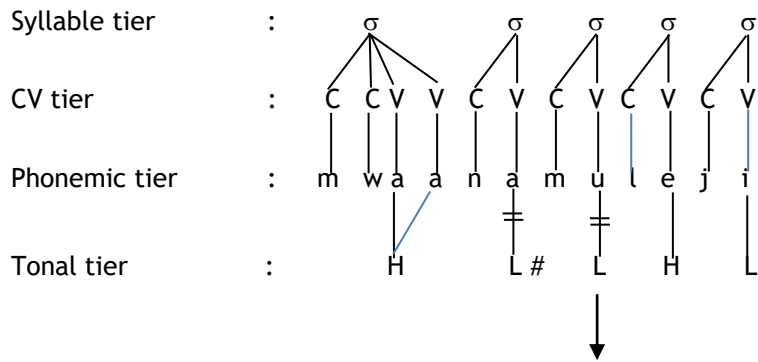 Syllable tier : σ σ σ σ σ
CV tier : C C V V C V C V C V C V
Phonemic tier : m w a a n a m u l e j i
Tonal tier : H L # L H L